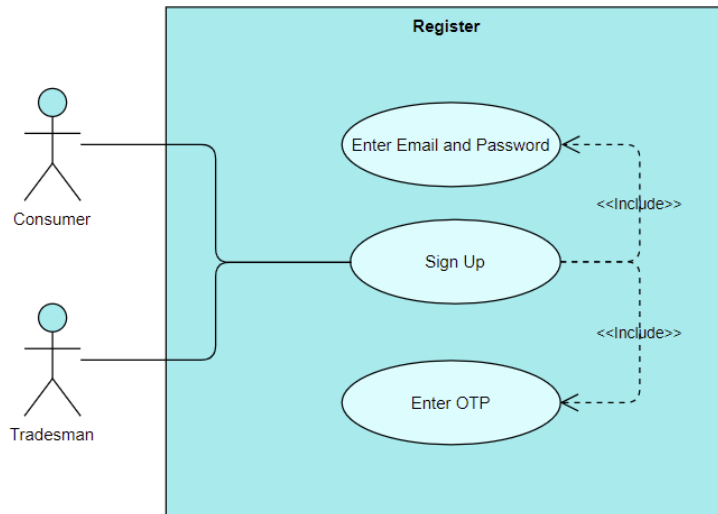 Register
Enter Email and Password
<<Include>>
Consumer
Sign Up
<<Include>>
Enter OTP
Tradesman